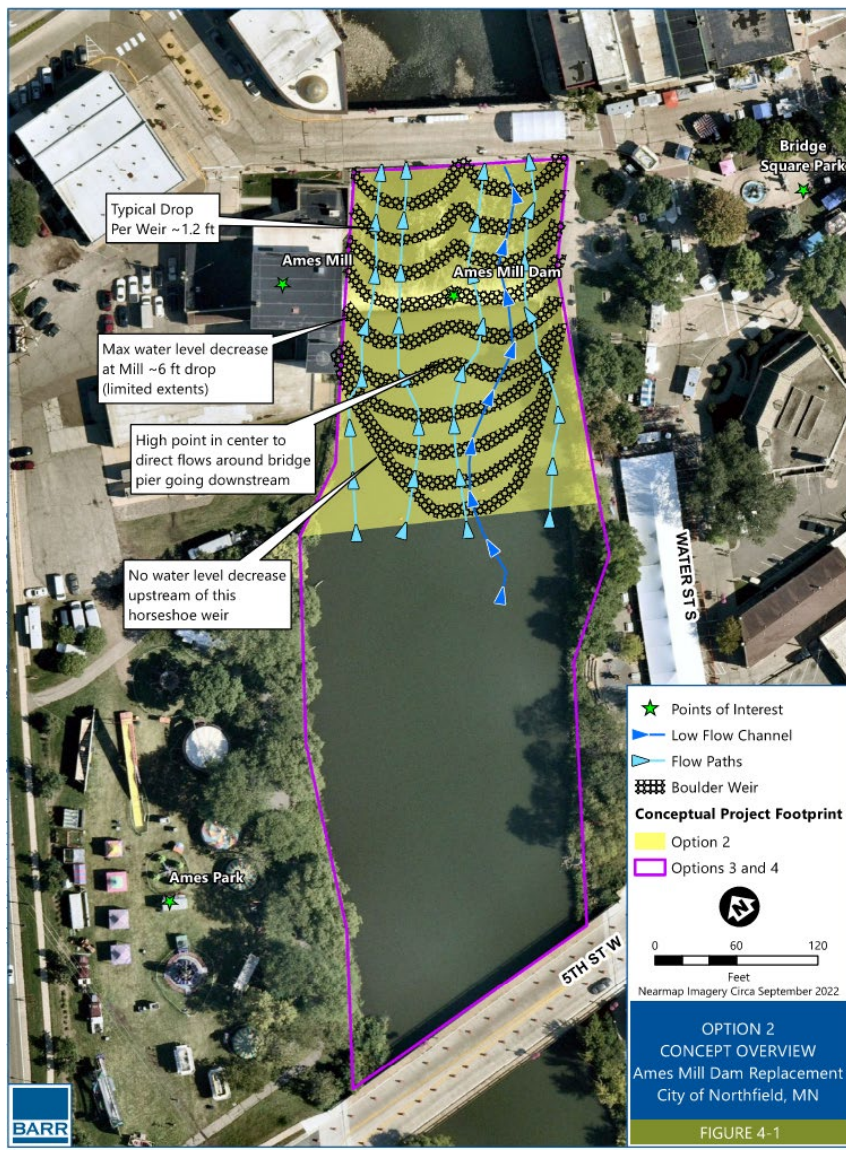 Bridge
Square Park
Typical Drop
Per Weir ~1.2 ft
Ames Mill
Ames Mill Dam
Max water level decrease
at Mill ~6 ft drop
(limited extents)
High point in center to
direct flows around bridge
pier going downstream
No water level decrease
upstream of this
horseshoe weir
WATER ST S
Ames Park
5TH ST W
Points of Interest
Low Flow Channel
Flow Paths
Boulder Weir
Conceptual Project Footprint
Option 2
Options 3 and 4
N
0 60 120
Feet
Nearmap Imagery Circa September 2022
OPTION 2
CONCEPT OVERVIEW
Ames Mill Dam Replacement
City of Northfield, MN
FIGURE 4-1
BARR